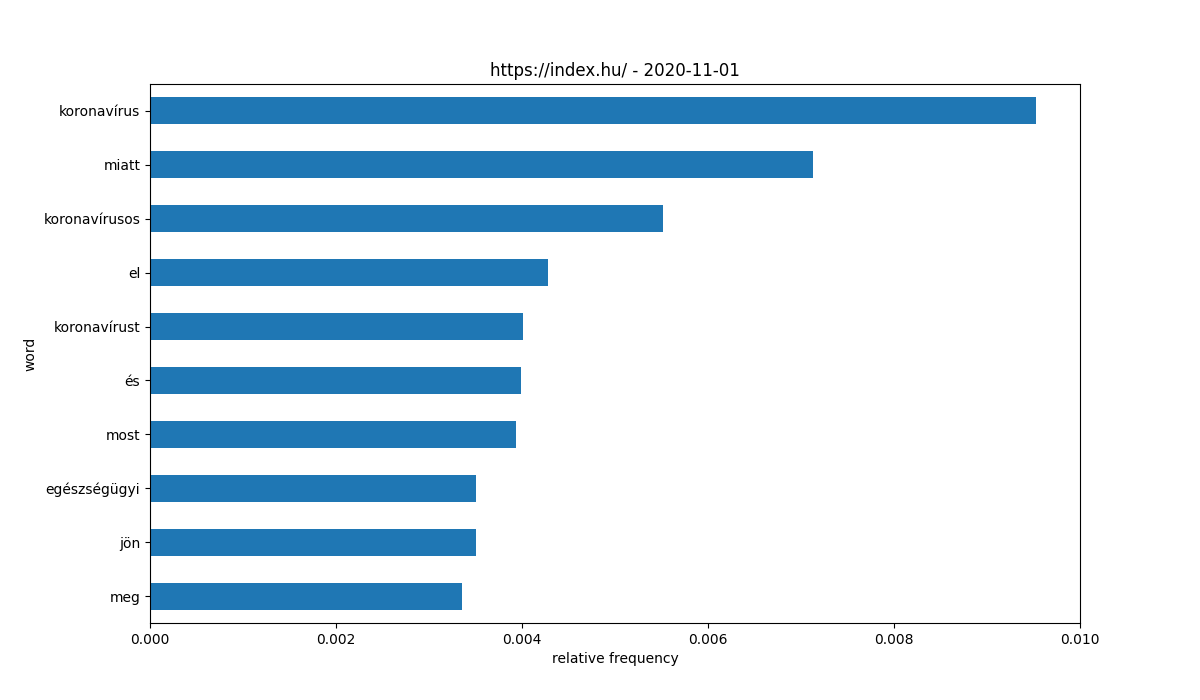 https://index.hu/ - 2020-11-01
koronavírus
miatt
koronavírusos
el
koronavírust
és
most
egészségügyi
jön
meg
word
0.000 0.002 0.004 0.006 0.008 0.010
relative frequency